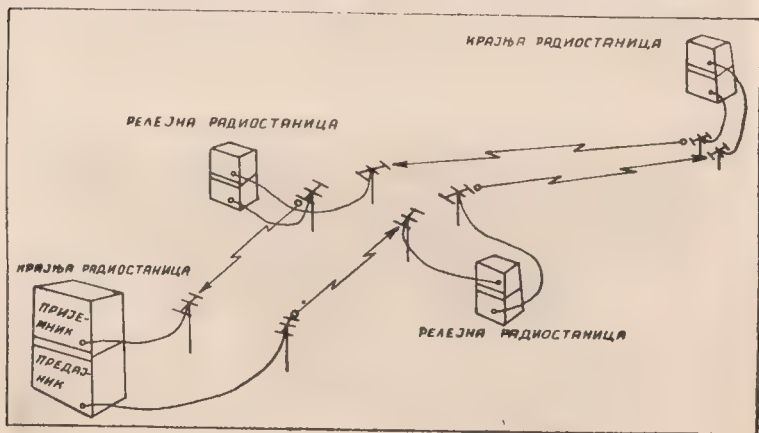 КРАЈЊА РАДИОСТАНИЦА
РЕЛЕЈНА РАДИОСТАНИЦА
КРАЈЊА РАДИОСТАНИЦА
ПРИЈЕ-
МНИК
ПРЕДАЈ-
НИК
РЕЛЕЈНА РАДИОСТАНИЦА